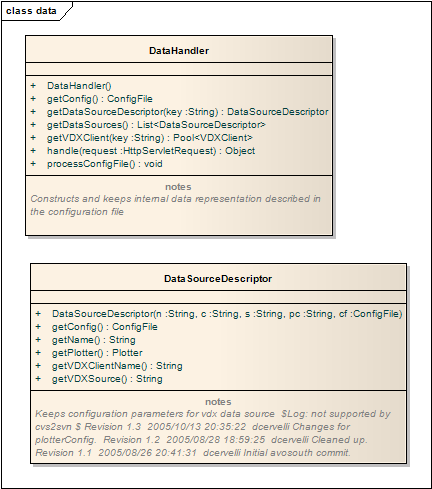 class data
DataHandler
+ DataHandler()
+ getConfig() : ConfigFile
+ getDataSourceDescriptor(key :String) : DataSourceDescriptor
+ getDataSources() : List<DataSourceDescriptor>
+ getVDXClient(key :String) : Pool<VDXClient>
+ handle(request :HttpServletRequest) : Object
+ processConfigFile() : void
notes
Constructs and keeps internal data representation described in
the configuration file
DataSourceDescriptor
+ DataSourceDescriptor(n :String, c :String, s :String, pc :String, cf :ConfigFile)
+ getConfig() : ConfigFile
+ getName() : String
+ getPlotter() : Plotter
+ getVDXClientName() : String
+ getVDXSource() : String
notes
Keeps configuration parameters for vdx data source $Log: not supported by
cvs2svn $ Revision 1.3 2005/10/13 20:35:22 dcervelli Changes for
plotterConfig. Revision 1.2 2005/08/28 18:59:25 dcervelli Cleaned up.
Revision 1.1 2005/08/26 20:41:31 dcervelli Initial avosouth commit.